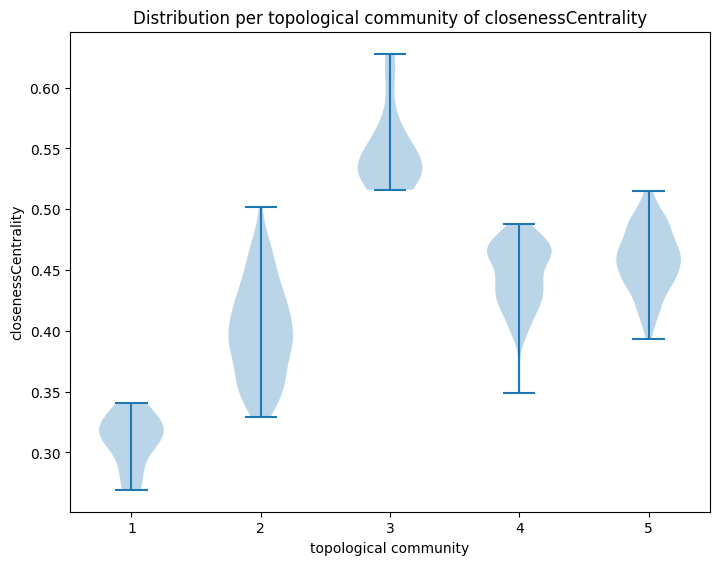 Distribution per topological community of closenessCentrality
closenessCentrality
0.60
0.55
0.50
0.45
0.40
0.35
0.30
1 2 3 4 5
topological community